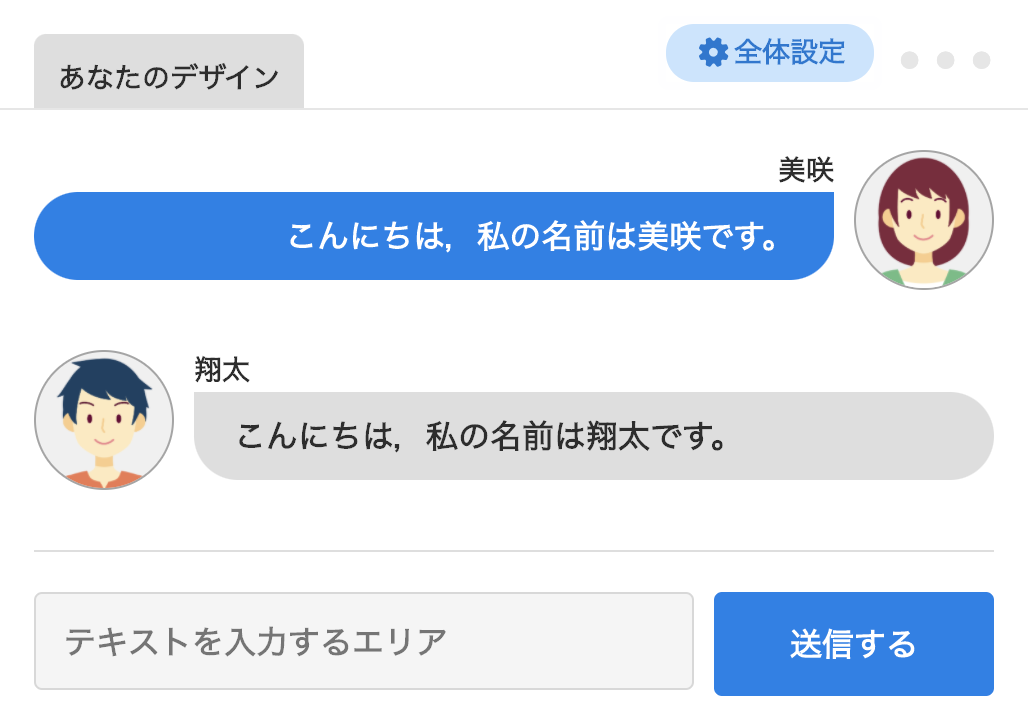 あなたのデザイン
全体設定
美咲
こんにちは，私の名前は美咲です。
翔太
こんにちは，私の名前は翔太です。
テキストを入力するエリア
送信する